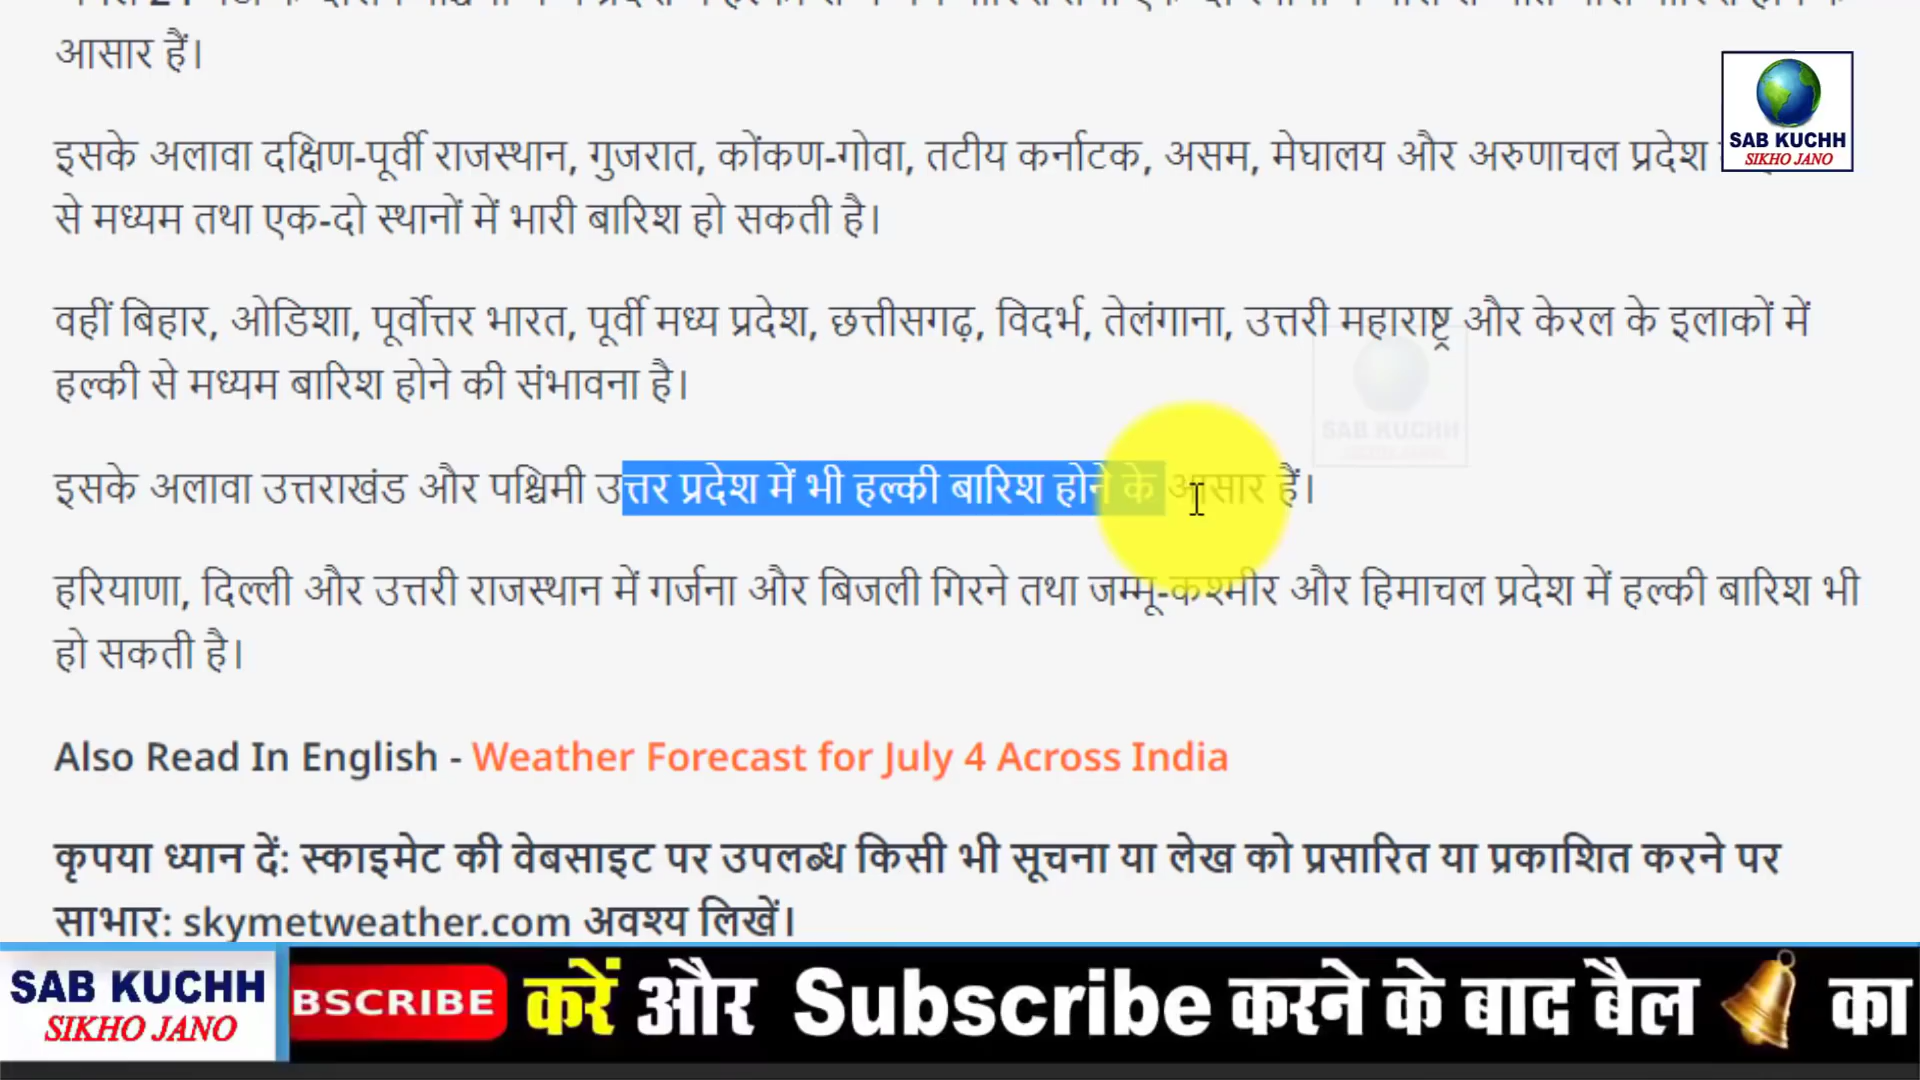 आसार हैं।
SAB KUCHH
SIKHO JANO
इसके अलावा दक्षिण-पूर्वी राजस्थान, गुजरात, कोंकण-गोवा, तटीय कर्नाटक, असम, मेघालय और अरुणाचल प्रदेश
से मध्यम तथा एक-दो स्थानों में भारी बारिश हो सकती है।
वहीं बिहार, ओडिशा, पूर्वोत्तर भारत, पूर्वी मध्य प्रदेश, छत्तीसगढ़, विदर्भ, तेलंगाना, उत्तरी महाराष्ट्र और केरल के इलाकों में
हल्की से मध्यम बारिश होने की संभावना है।
SAB KUCHH
इसके अलावा उत्तराखंड और पश्चिमी उत्तर प्रदेश में भी हल्की बारिश होने के आसार हैं।
हरियाणा, दिल्ली और उत्तरी राजस्थान में गर्जना और बिजली गिरने तथा जम्मू-कश्मीर और हिमाचल प्रदेश में हल्की बारिश भी
हो सकती है।
Also Read In English - Weather Forecast for July 4 Across India
कृपया ध्यान दें: स्काइमेट की वेबसाइट पर उपलब्ध किसी भी सूचना या लेख को प्रसारित या प्रकाशित करने पर
साभार: skymetweather.com अवश्य लिखें।
SAB KUCHH
SIKHO JANO
BSCRIBE करें और Subscribe करने के बाद बैल का